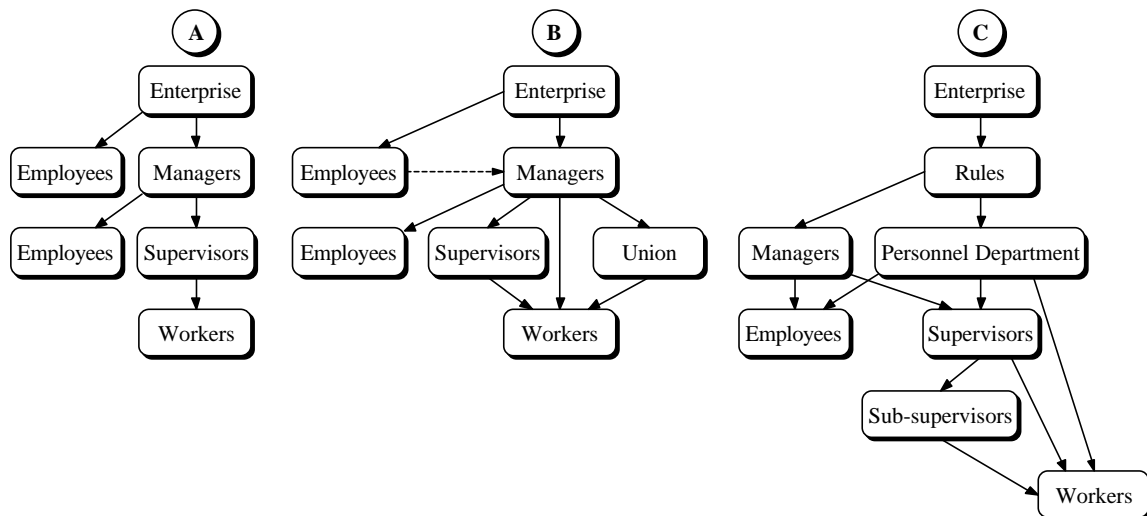 A
Enterprise
Employees
Managers
Employees
Supervisors
Workers
B
Enterprise
Employees
Managers
Employees
Supervisors
Union
Workers
C
Enterprise
Rules
Managers
Personnel Department
Employees
Supervisors
Sub-supervisors
Workers